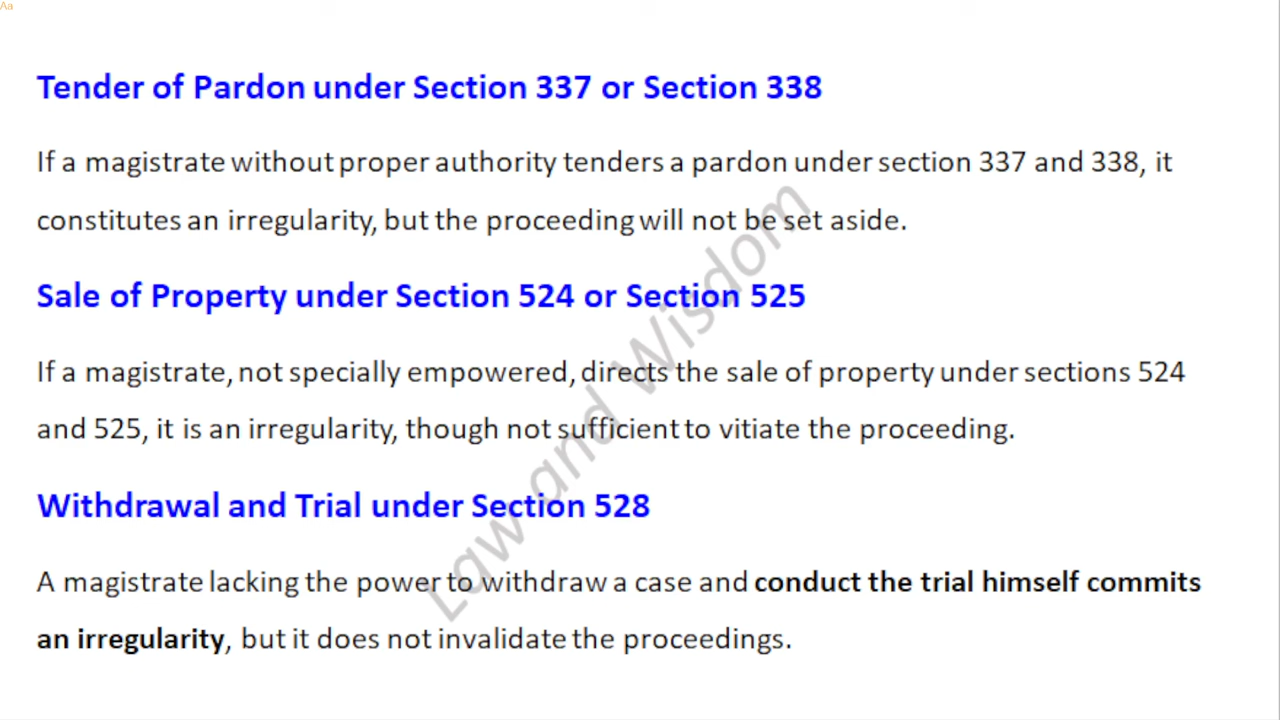 Aa
Tender of Pardon under Section 337 or Section 338
If a magistrate without proper authority tenders a pardon under section 337 and 338, it
constitutes an irregularity, but the proceeding will not be set aside.
Sale of Property under Section 524 or Section 525
If a magistrate, not specially empowered, directs the sale of property under sections 524
and 525, it is an irregularity, though not sufficient to vitiate the proceeding.
Withdrawal and Trial under Section 528
A magistrate lacking the power to withdraw a case and conduct the trial himself commits
an irregularity, but it does not invalidate the proceedings.
Law and Wisdom